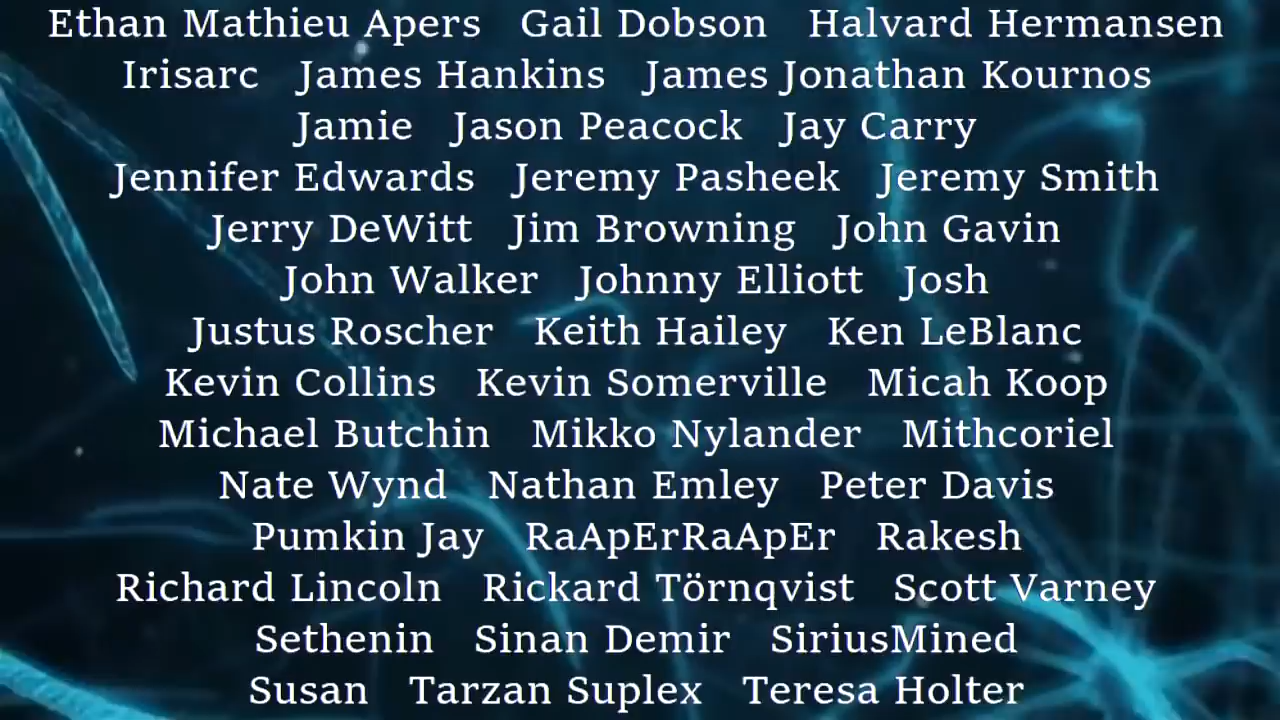 Ethan Mathieu Apers Gail Dobson Halvard Hermansen
Irisarc James Hankins James Jonathan Kournos
Jamie Jason Peacock Jay Carry
Jennifer Edwards Jeremy Pasheek Jeremy Smith
Jerry DeWitt Jim Browning John Gavin
John Walker Johnny Elliott Josh
Justus Roscher Keith Hailey Ken LeBlanc
Kevin Collins Kevin Somerville Micah Koop
Michael Butchin Mikko Nylander Mithcoriel
Nate Wynd Nathan Emley Peter Davis
Pumkin Jay RaApErRaApEr Rakesh
Richard Lincoln Rickard Törnqvist Scott Varney
Sethenin Sinan Demir SiriusMined
Susan Tarzan Suplex Teresa Holter